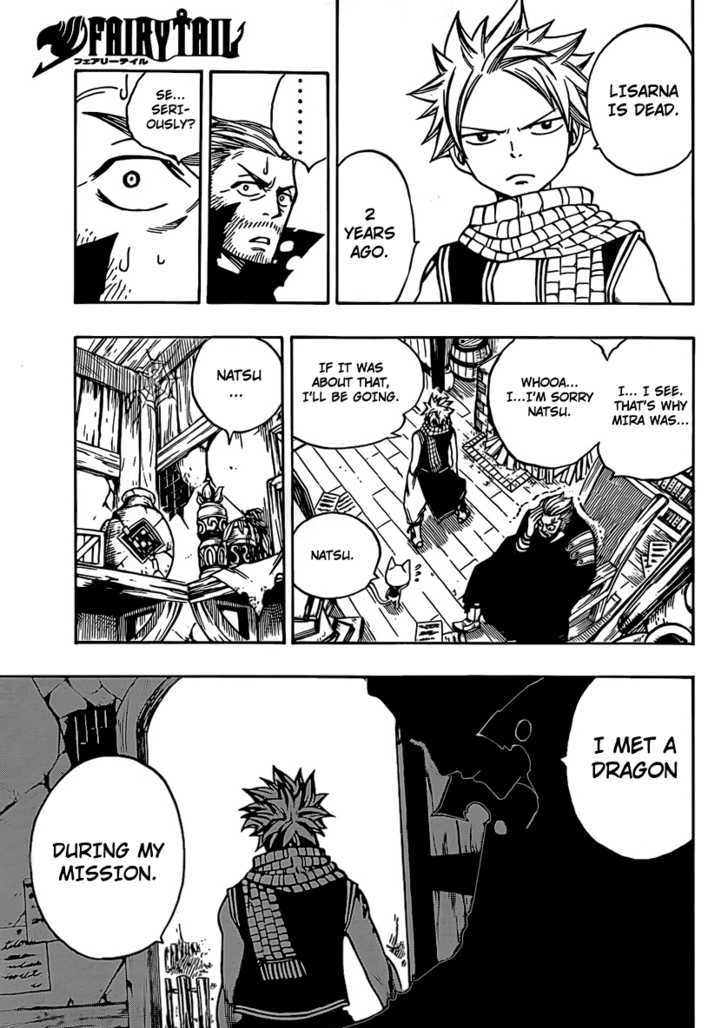 FAIRY TAIL
フェアリーテイル
LISARNA
IS DEAD.
2
YEARS
AGO.
......
SE...
SERI-
OUSLY?
I... I SEE.
THAT'S WHY
MIRA WAS...
WHOOA...
I...I'M SORRY
NATSU.
IF IT WAS
ABOUT THAT,
I'LL BE GOING.
NATSU.
NATSU
...
I MET A
DRAGON
DURING MY
MISSION.